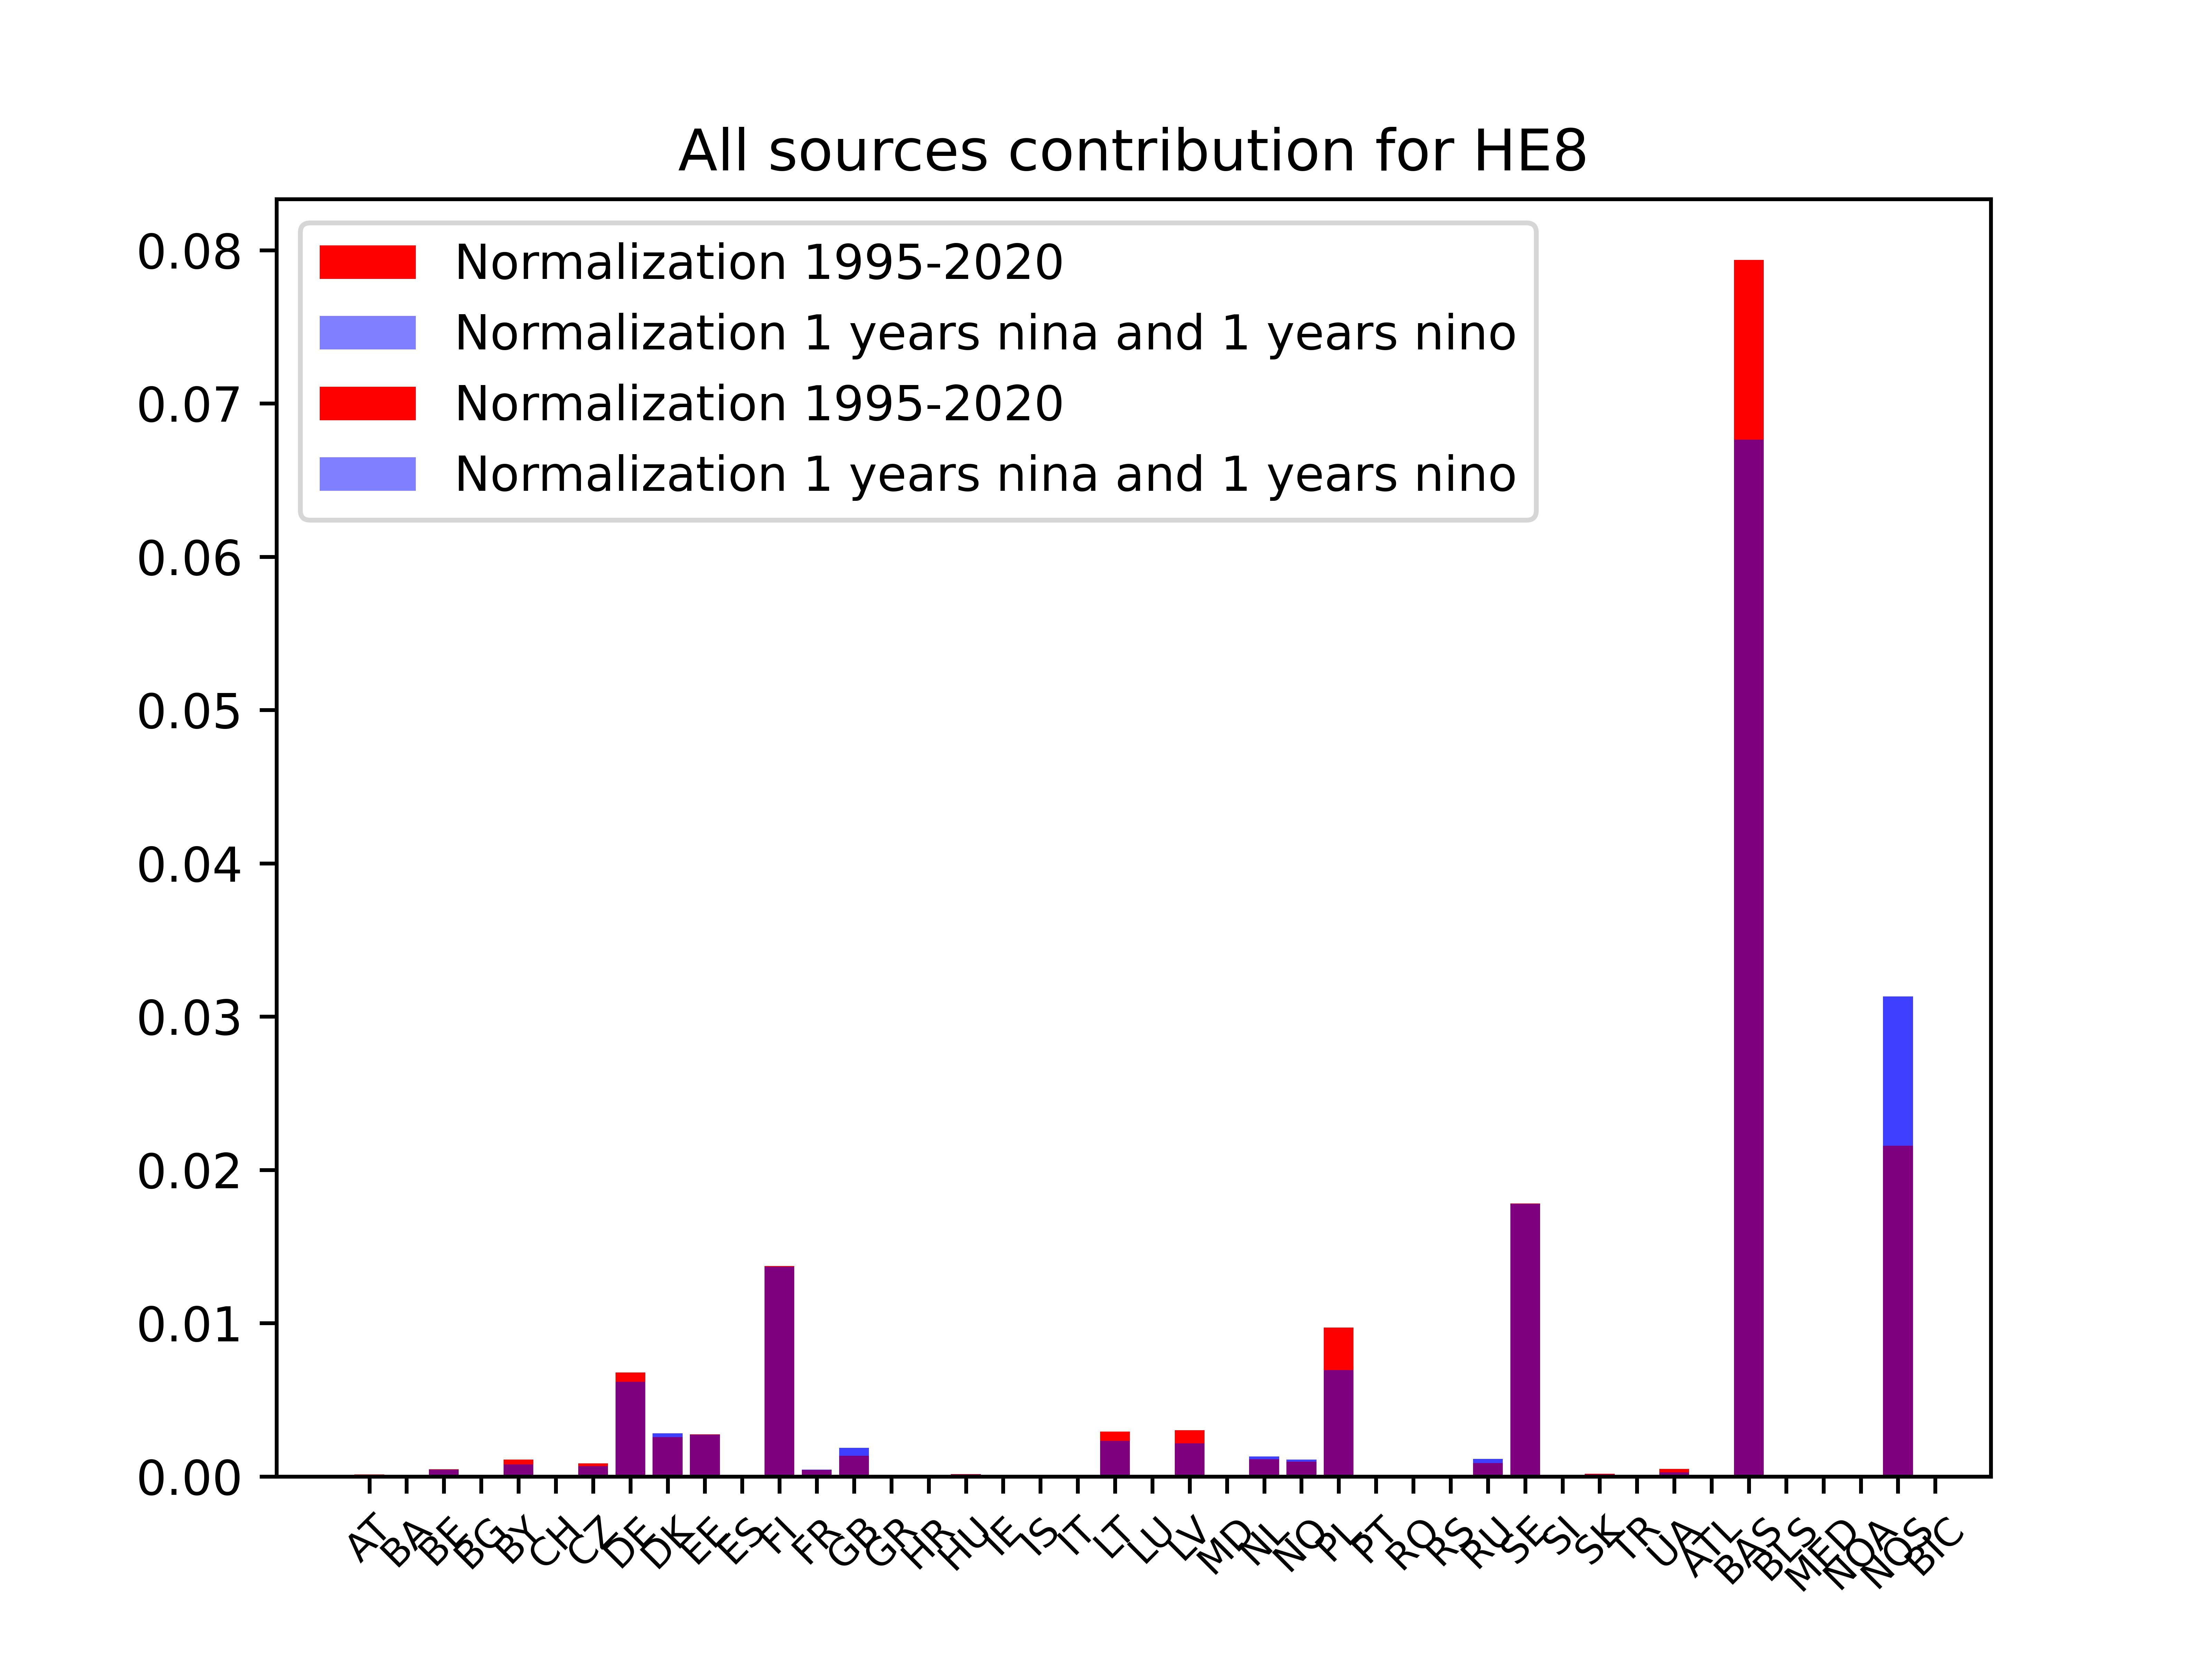 All sources contribution for HE8
0.08
0.07
0.06
0.05
0.04
0.03
0.02
0.01
0.00
Normalization 1995-2020
Normalization 1 years nina and 1 years nino
Normalization 1995-2020
Normalization 1 years nina and 1 years nino
AT BA BE BG BY CH CZ DE DK EE ES FI FR GB GR HR HU IE IS IT LT LU LV MD NL NO PL PT RO RS RU SE SI SK TR UA ATL BAS BLS MED NOA NOS BIC